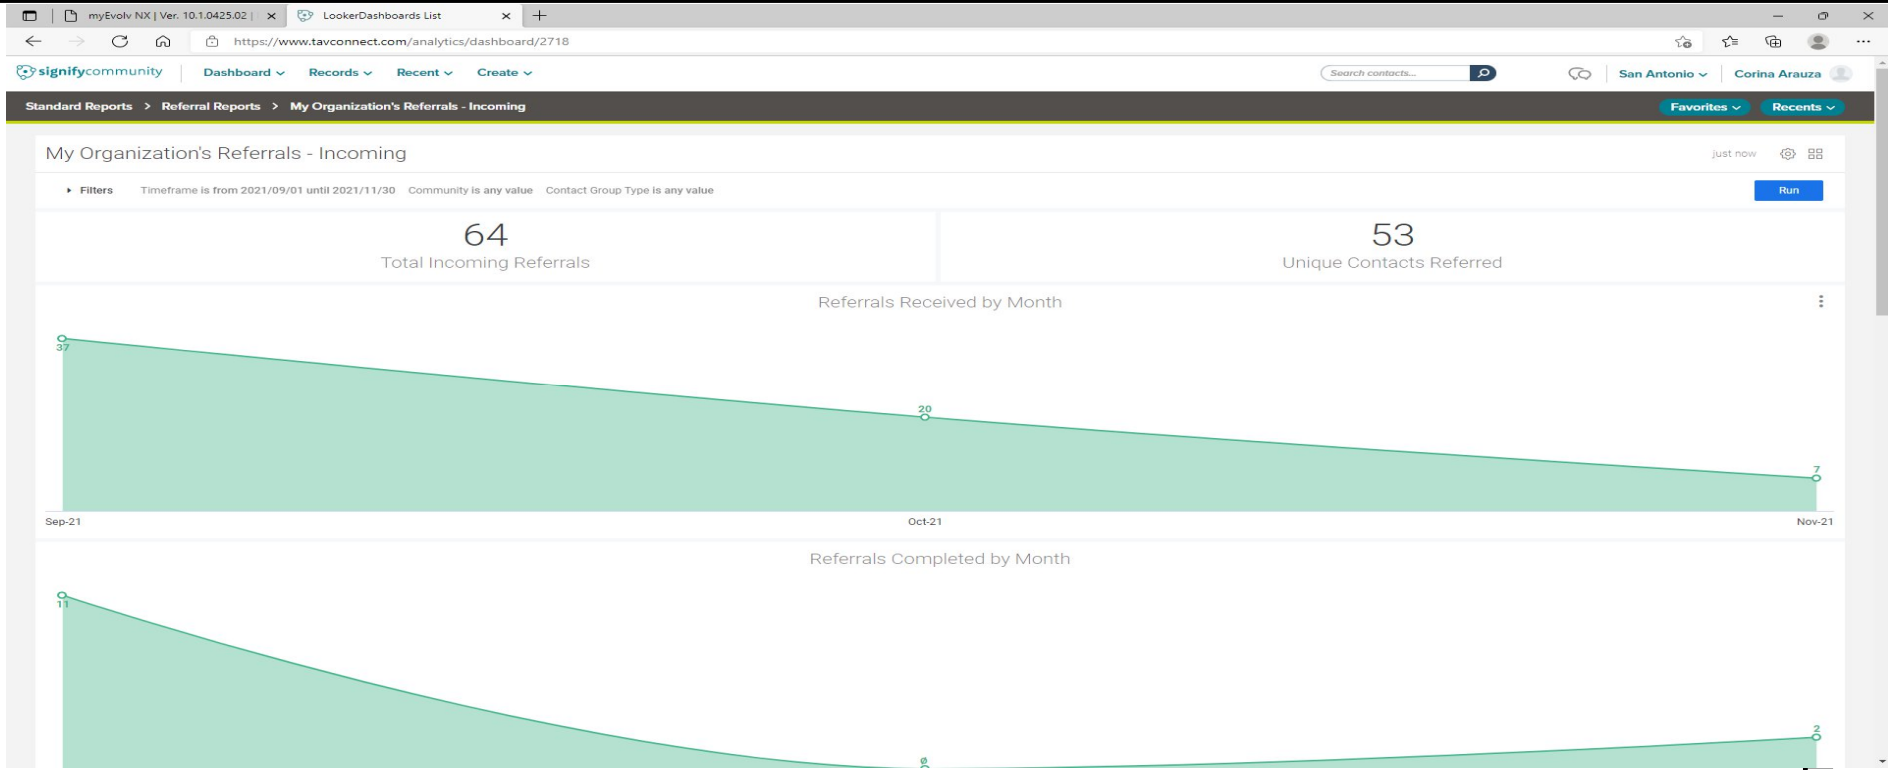 myEvolv NX | Ver. 10.1.0425.02 |
LookerDashboards List
https://www.tavconnect.com/analytics/dashboard/2718
signifycommunity
Dashboard
Records
Recent
Create
Search contacts...
San Antonio
Corina Arauza
Standard Reports > Referral Reports > My Organization's Referrals - Incoming
Favorites
Recents
My Organization's Referrals - Incoming
just now
Filters
Timeframe is from 2021/09/01 until 2021/11/30 Community is any value Contact Group Type is any value
Run
64
Total Incoming Referrals
53
Unique Contacts Referred
Referrals Received by Month
37
20
7
Sep-21
Oct-21
Nov-21
Referrals Completed by Month
11
2